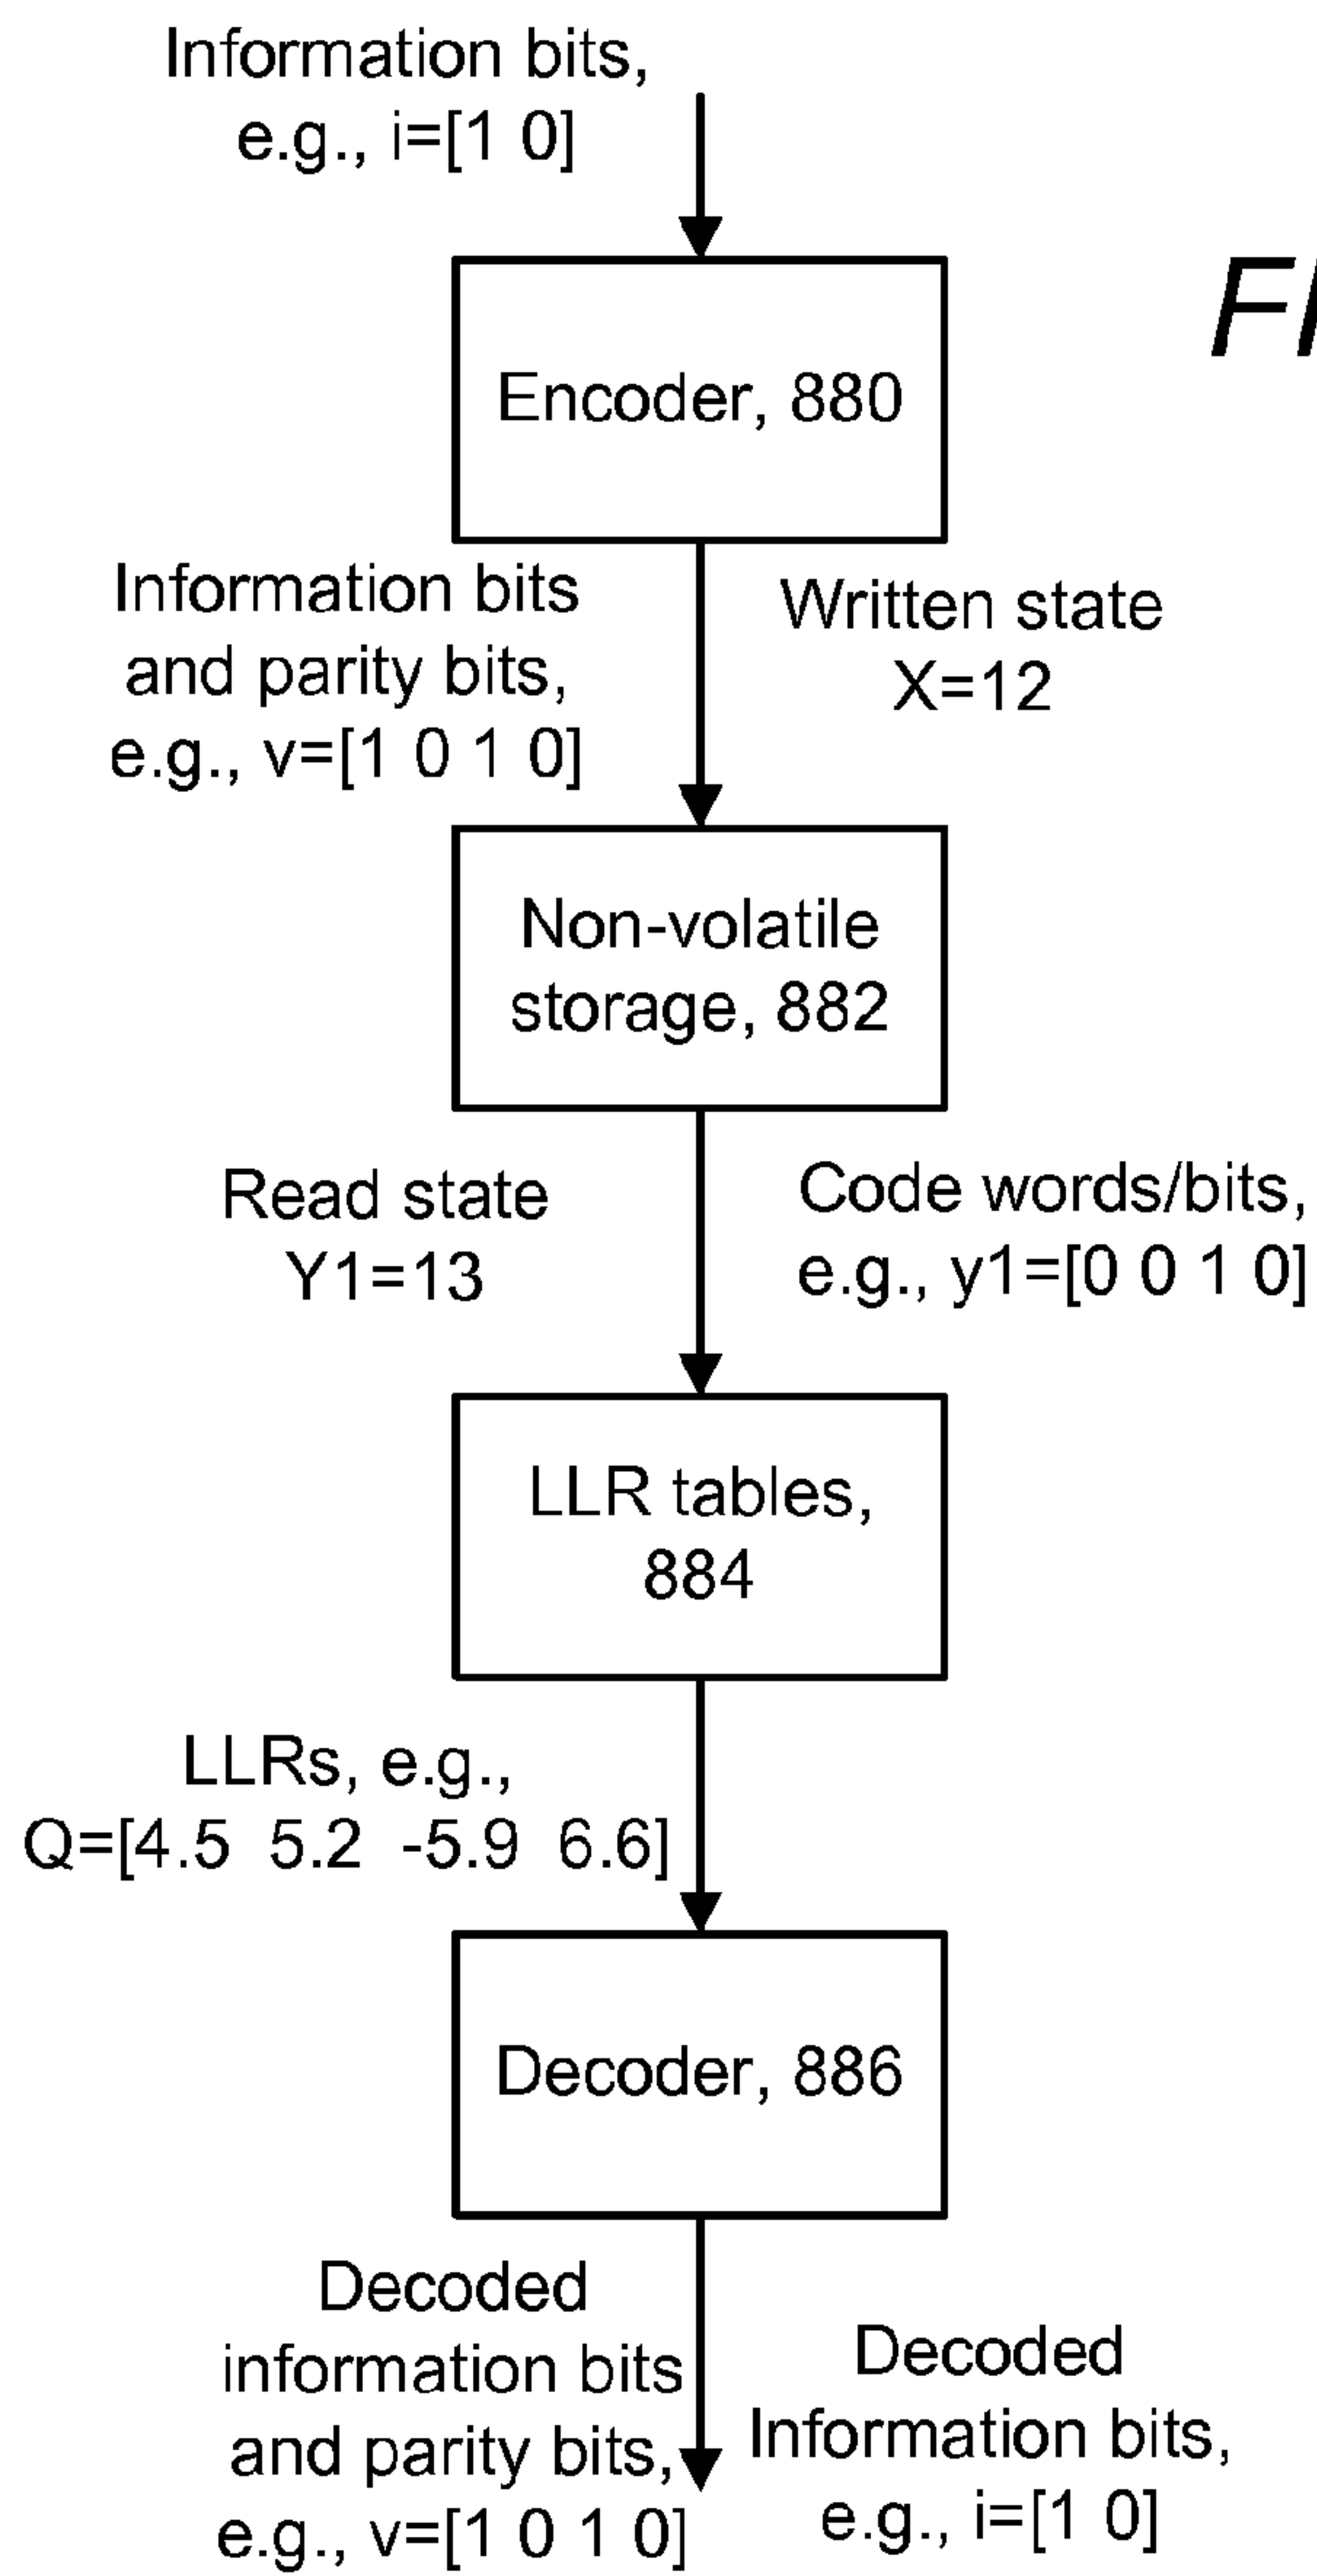 Information bits,
e.g., i=[1 0]
FI
Encoder, 880
Information bits
and parity bits,
e.g., v=[1 0 1 0]
Written state
X=12
Non-volatile
storage, 882
Read state
Y1=13
Code words/bits,
e.g., y1=[0 0 1 0]
LLR tables,
884
LLRs, e.g.,
Q=[4.5 5.2 -5.9 6.6]
Decoder, 886
Decoded
information bits
and parity bits,
e.g., v=[1 0 1 0]
Decoded
Information bits,
e.g., i=[1 0]